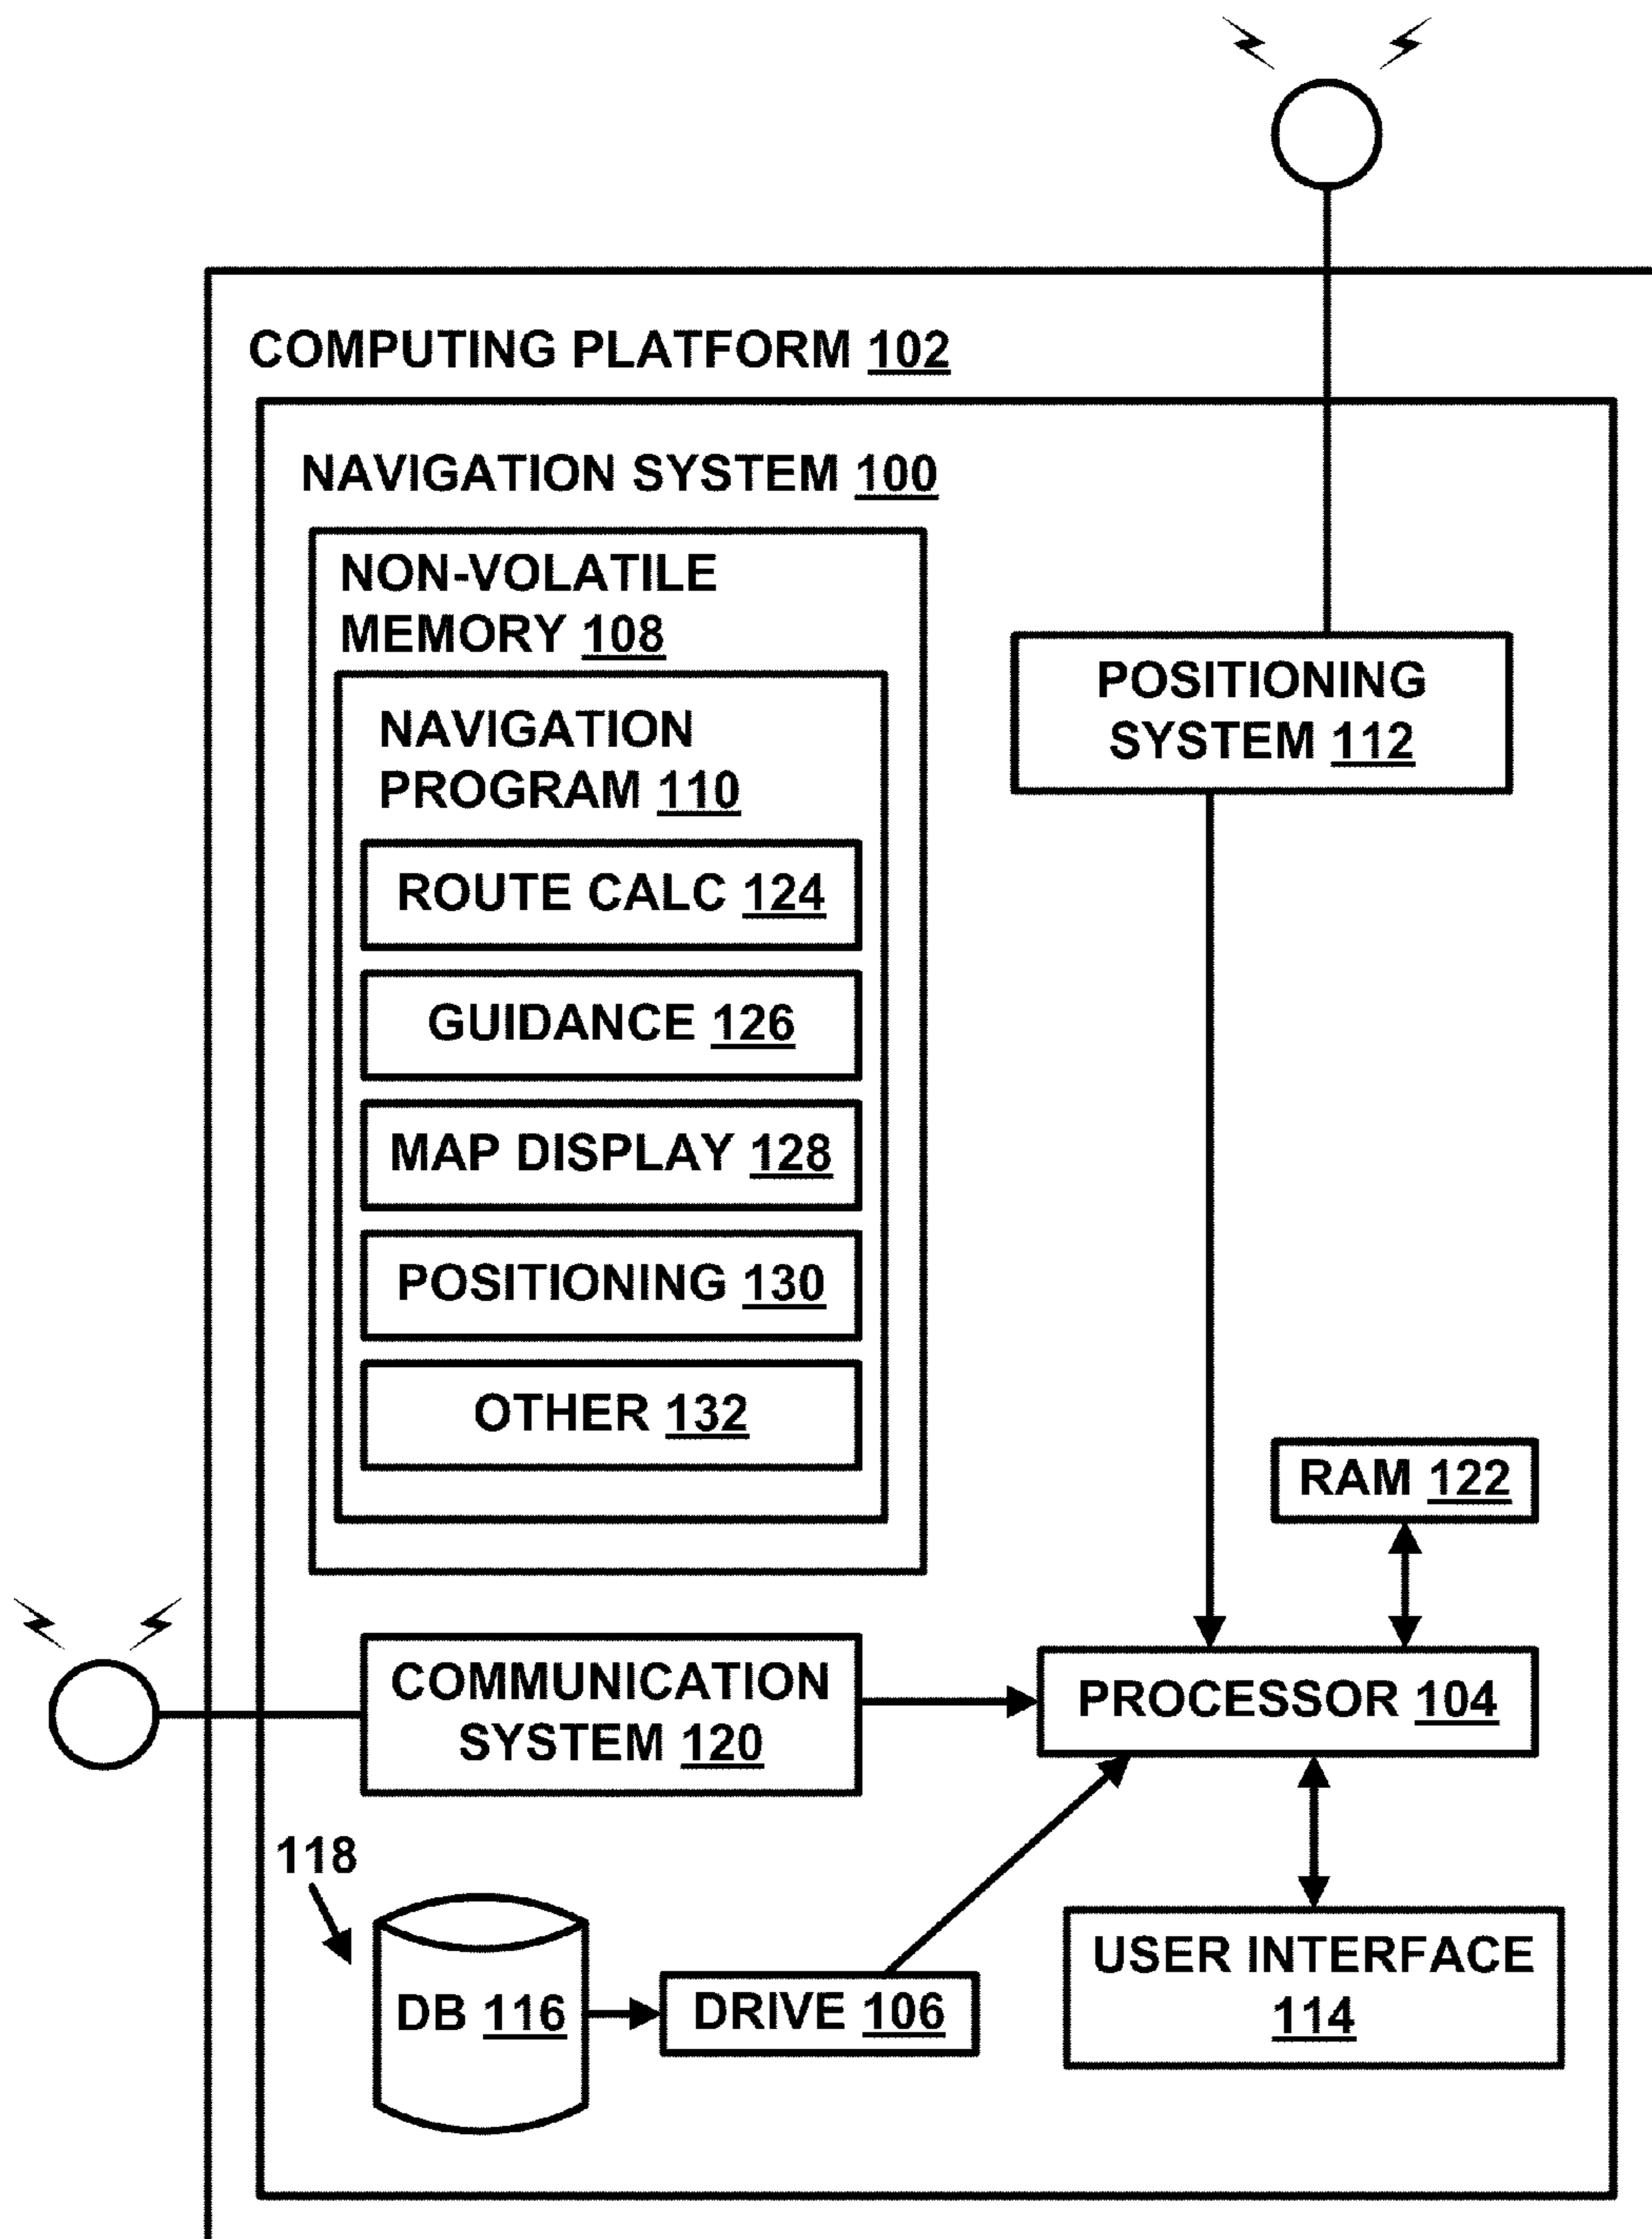 COMPUTING PLATFORM 102
NAVIGATION SYSTEM 100
NON-VOLATILE
MEMORY 108
NAVIGATION
PROGRAM 110
ROUTE CALC 124
GUIDANCE 126
MAP DISPLAY 128
POSITIONING 130
OTHER 132
POSITIONING
SYSTEM 112
RAM 122
COMMUNICATION
SYSTEM 120
PROCESSOR 104
118
DB 116
DRIVE 106
USER INTERFACE
114